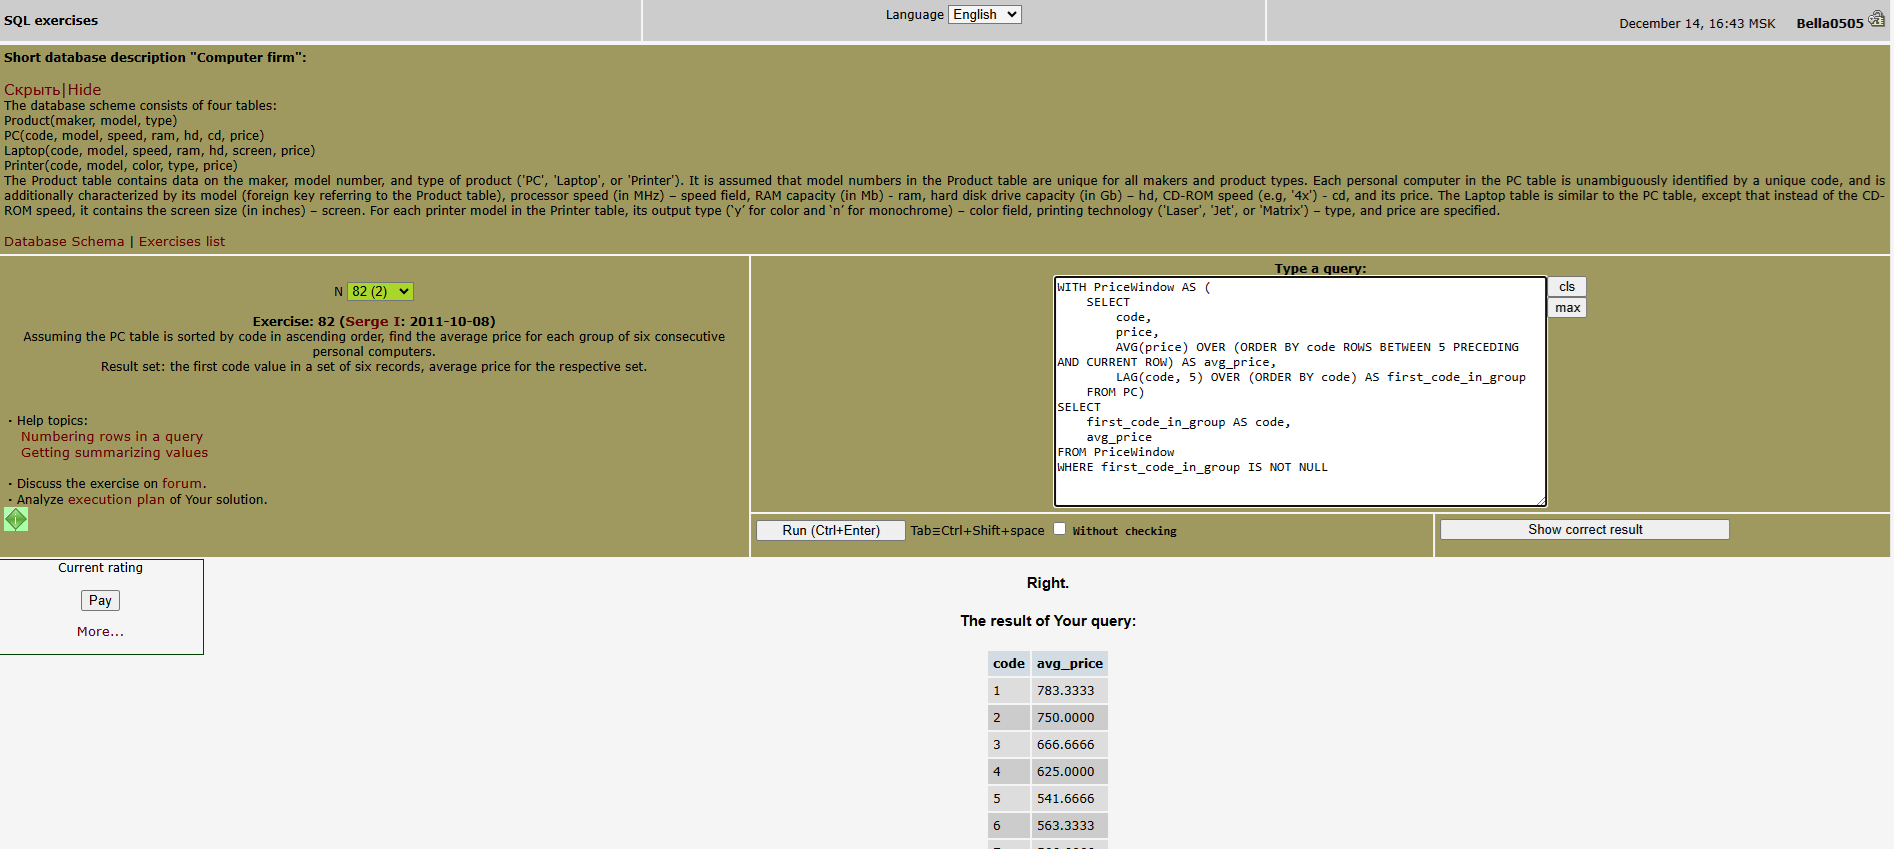 SQL exercises
Language English
December 14, 16:43 MSK Bella0505
Short database description "Computer firm":
Скрыть|Hide
The database scheme consists of four tables:
Product(maker, model, type)
PC(code, model, speed, ram, hd, cd, price)
Laptop(code, model, speed, ram, hd, screen, price)
Printer(code, model, color, type, price)
The Product table contains data on the maker, model number, and type of product ('PC', 'Laptop', or 'Printer'). It is assumed that model numbers in the Product table are unique for all makers and product types. Each personal computer in the PC table is unambiguously identified by a unique code, and is
additionally characterized by its model (foreign key referring to the Product table), processor speed (in MHz) – speed field, RAM capacity (in Mb) - ram, hard disk drive capacity (in Gb) – hd, CD-ROM speed (e.g, '4x') - cd, and its price. The Laptop table is similar to the PC table, except that instead of the CD-
ROM speed, it contains the screen size (in inches) – screen. For each printer model in the Printer table, its output type (‛y’ for color and ‛n’ for monochrome) – color field, printing technology ('Laser', 'Jet', or 'Matrix') – type, and price are specified.
Database Schema | Exercises list
N 82 (2)
Exercise: 82 (Serge I: 2011-10-08)
Assuming the PC table is sorted by code in ascending order, find the average price for each group of six consecutive
personal computers.
Result set: the first code value in a set of six records, average price for the respective set.
· Help topics:
Numbering rows in a query
Getting summarizing values
· Discuss the exercise on forum.
· Analyze execution plan of Your solution.
Type a query:
WITH PriceWindow AS (
SELECT
code,
price,
AVG(price) OVER (ORDER BY code ROWS BETWEEN 5 PRECEDING
AND CURRENT ROW) AS avg_price,
LAG(code, 5) OVER (ORDER BY code) AS first_code_in_group
FROM PC)
SELECT
first_code_in_group AS code,
avg_price
FROM PriceWindow
WHERE first_code_in_group IS NOT NULL
cls
max
Run (Ctrl+Enter) Tab≡Ctrl+Shift+space Without checking
Show correct result
Current rating
Pay
More...
Right.
The result of Your query:
code avg_price
1 783.3333
2 750.0000
3 666.6666
4 625.0000
5 541.6666
6 563.3333